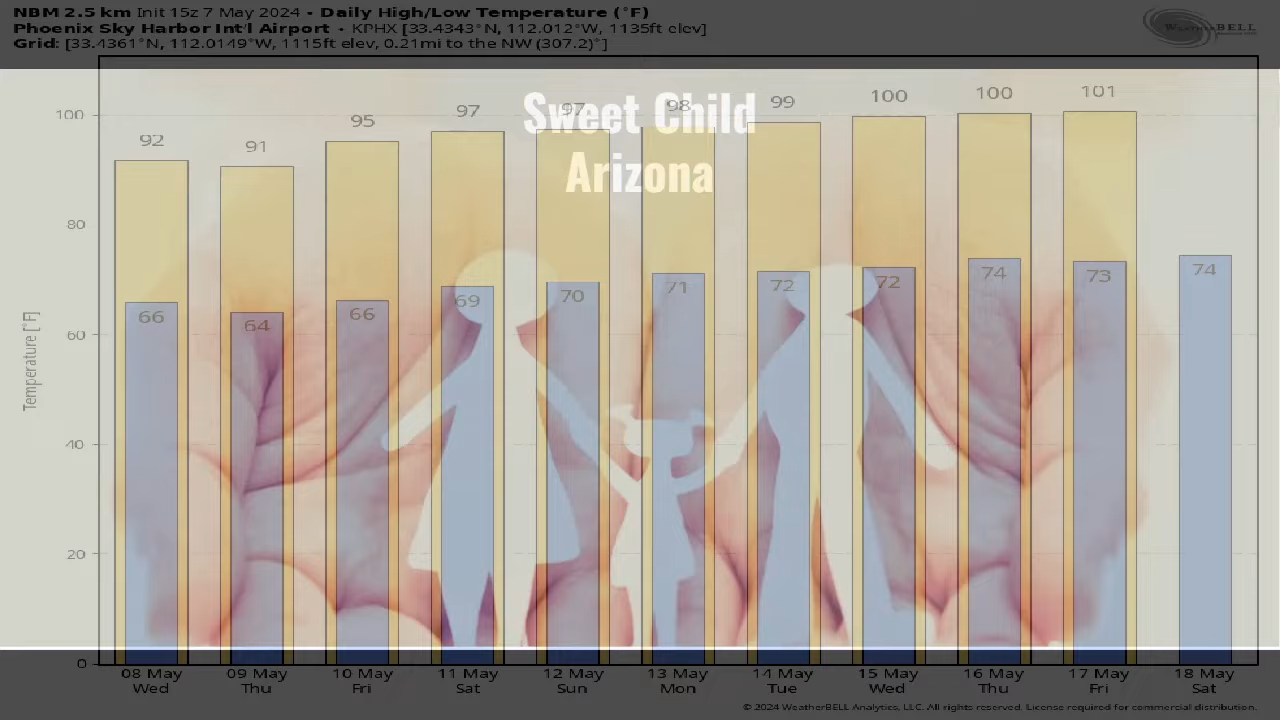 NBM 2.5 km Init 15z 7 May 2024 • Daily High/Low Temperature (°F)
Phoenix Sky Harbor Int'l Airport • KPHX [33.4343°N, 112.012°W, 1135ft elev]
Grid: [33.4361°N, 112.0149°W, 1115ft elev, 0.21mi to the NW (307.2)°]
WeatherBELL
Sweet Child
Arizona
92 91 95 97 97 98 99 100 100 101
66 64 66 69 70 71 72 72 74 73 74
Temperature [°F]
100
80
60
40
20
0
08 May 09 May 10 May 11 May 12 May 13 May 14 May 15 May 16 May 17 May 18 May
Wed Thu Fri Sat Sun Mon Tue Wed Thu Fri Sat
© 2024 WeatherBELL Analytics, LLC. All rights reserved. License required for commercial distribution.